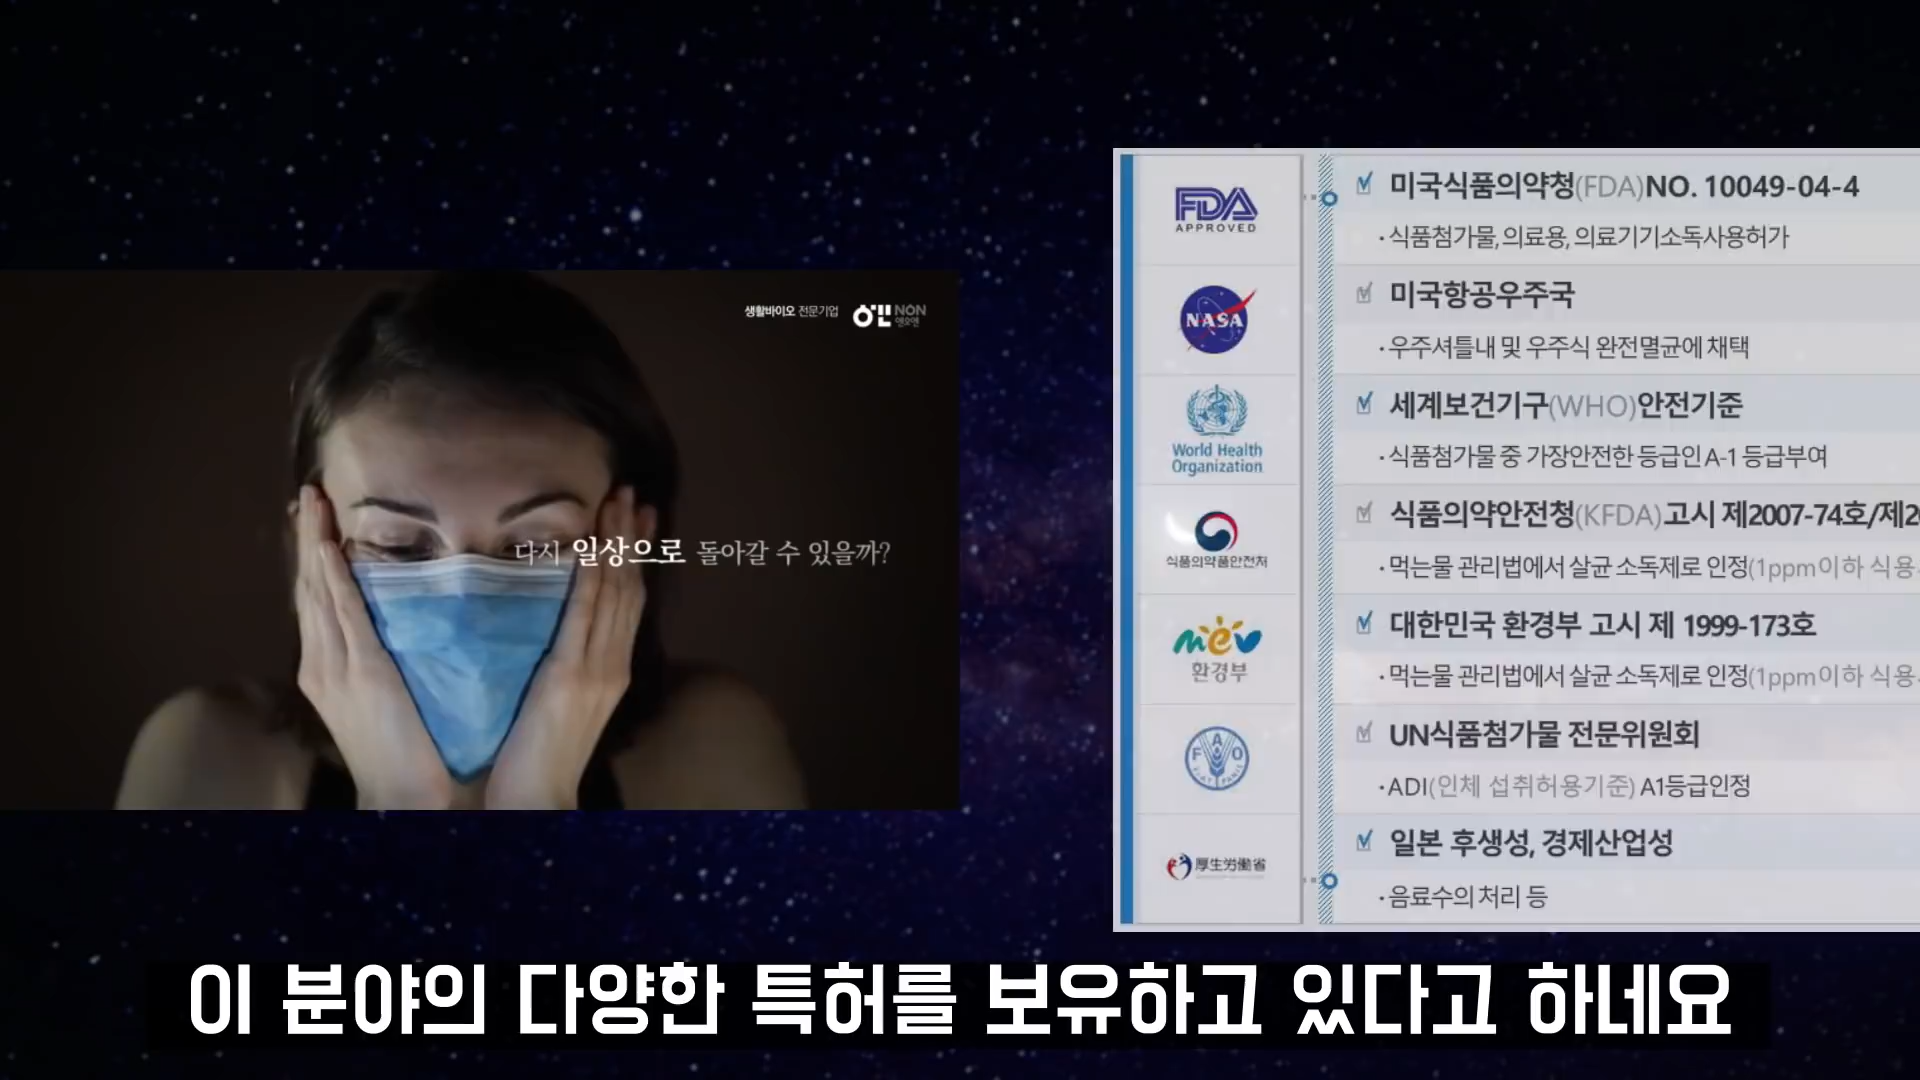 생활바이오 전문기업
NON
엔오엔
다시 일상으로 돌아갈 수 있을까?
FDA
APPROVED
미국식품의약청(FDA)NO. 10049-04-4
·식품첨가물, 의료용, 의료기기소독사용허가
NASA
미국항공우주국
·우주셔틀내 및 우주식 완전멸균에 채택
World Health
Organization
세계보건기구(WHO)안전기준
·식품첨가물 중 가장안전한 등급인 A-1 등급부여
식품의약품안전처
식품의약안전청(KFDA)고시 제2007-74호/제2
·먹는물 관리법에서 살균 소독제로 인정(1ppm이하 식용
mev
환경부
대한민국 환경부 고시 제 1999-173호
·먹는물 관리법에서 살균 소독제로 인정(1ppm이하 식용
FAO
FIAT PANIS
UN식품첨가물 전문위원회
·ADI(인체 섭취허용기준) A1등급인정
厚生労働省
일본 후생성, 경제산업성
·음료수의 처리 등
이 분야의 다양한 특허를 보유하고 있다고 하네요